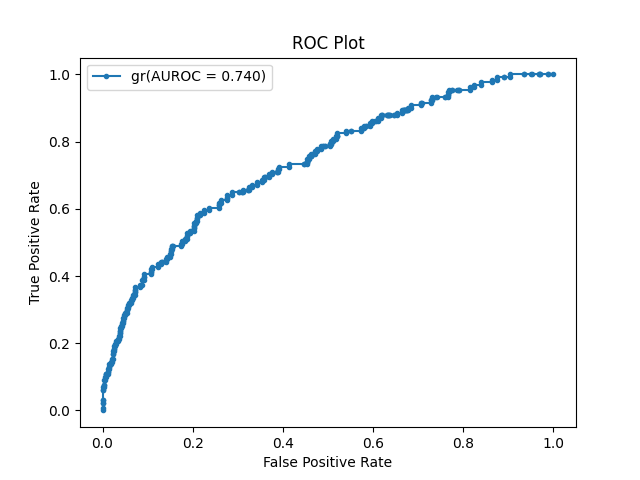 ROC Plot
gr(AUROC = 0.740)
True Positive Rate
1.0
0.8
0.6
0.4
0.2
0.0
0.0 0.2 0.4 0.6 0.8 1.0
False Positive Rate